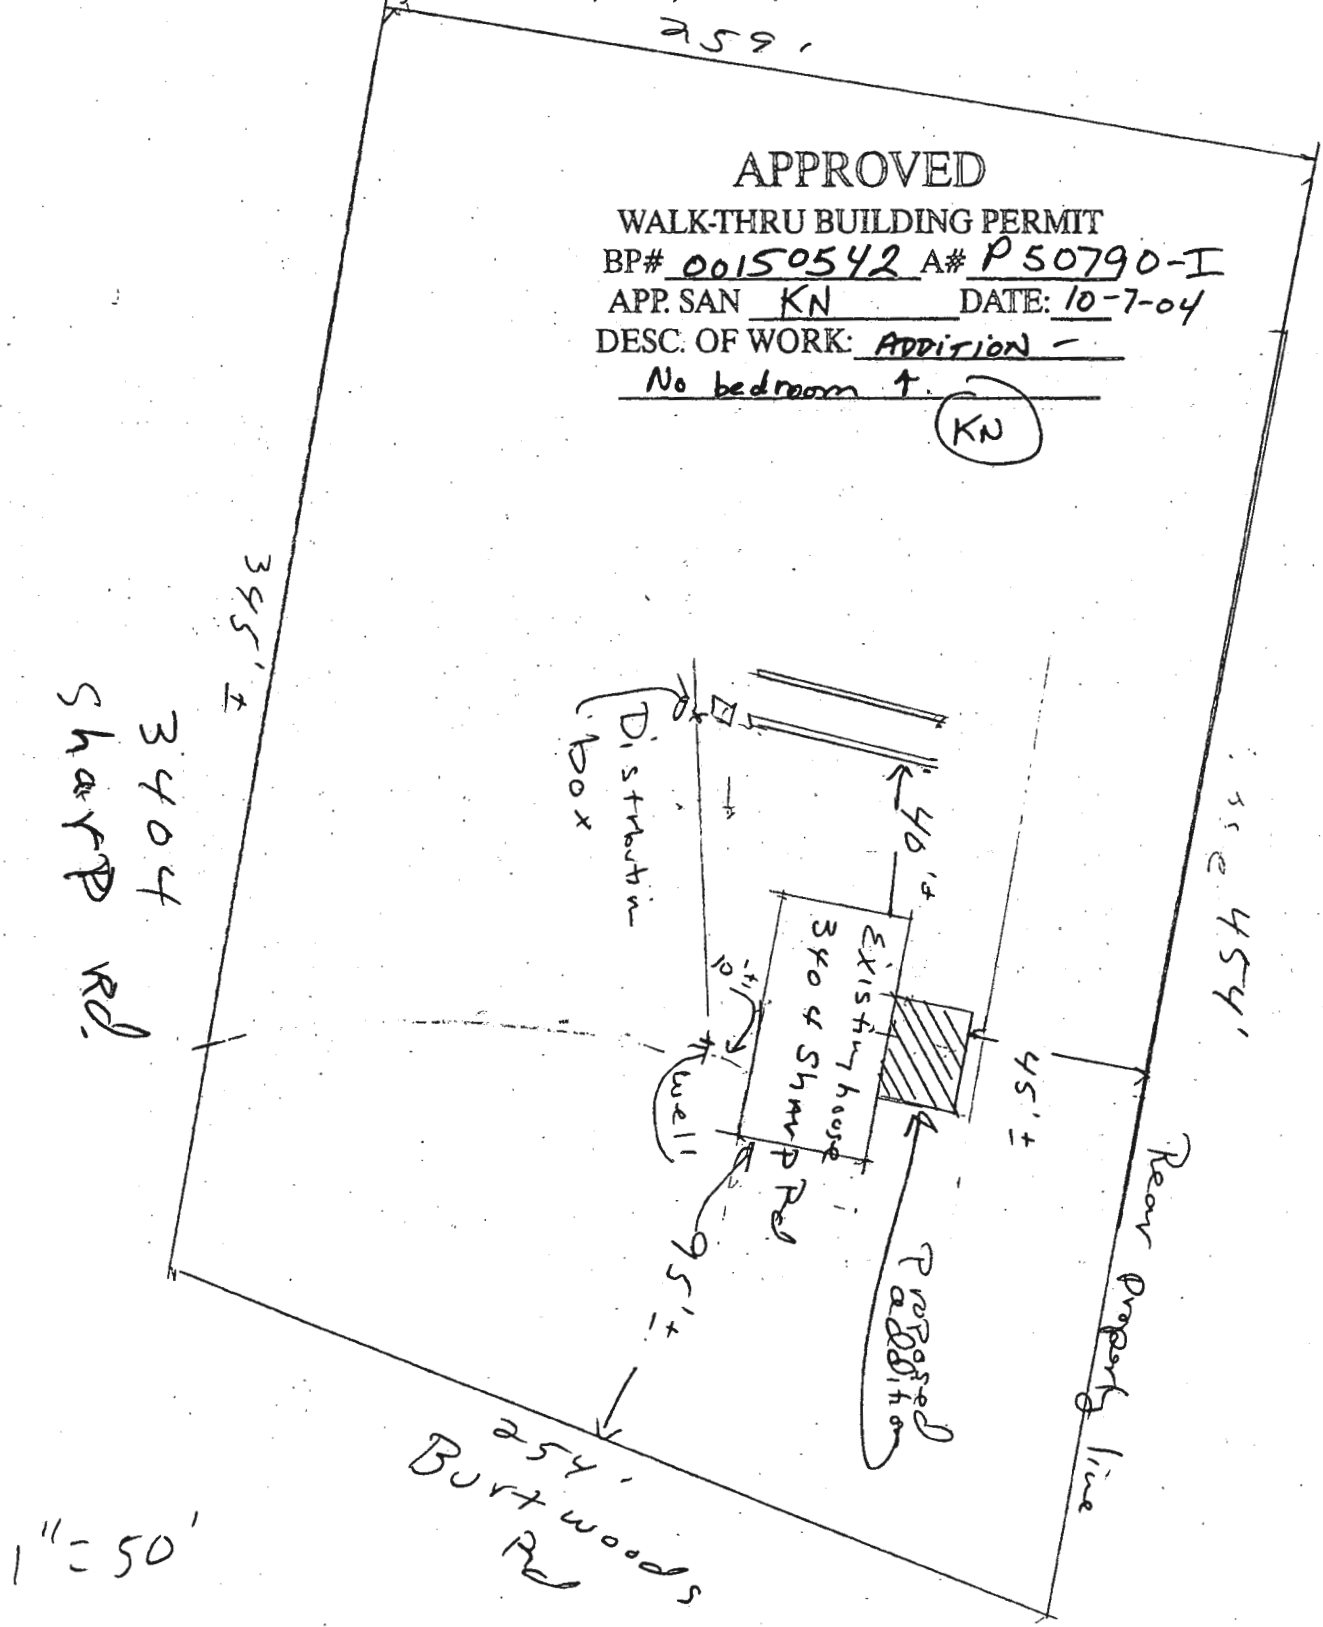 259'
APPROVED
WALK-THRU BUILDING PERMIT
BP# 00150542 A# P50790-I
APP. SAN KN DATE: 10-7-04
DESC. OF WORK: ADDITION -
No bedroom ↑.
KN
345' ±
3404
Sharp Rd.
Distribution
box
40' ±
454'
Existing house
3404 Sharp Rd
10' ±
well
45' ±
95' ±
Proposed
addition
Rear property line
254'
Burtwoods
Rd
1" = 50'